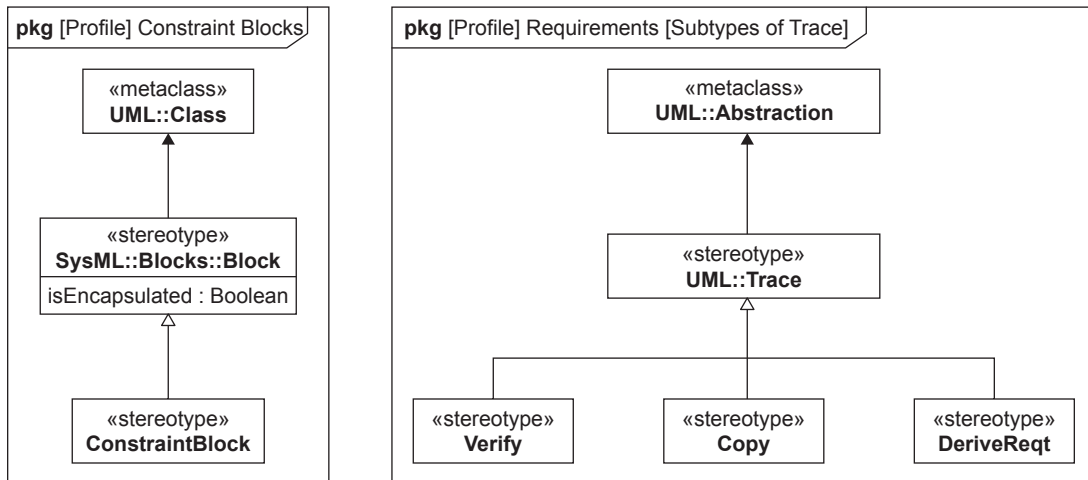 pkg [Profile] Constraint Blocks
«metaclass»
UML::Class
«stereotype»
SysML::Blocks::Block
isEncapsulated : Boolean
«stereotype»
ConstraintBlock
pkg [Profile] Requirements [Subtypes of Trace]
«metaclass»
UML::Abstraction
«stereotype»
UML::Trace
«stereotype»
Verify
«stereotype»
Copy
«stereotype»
DeriveReqt